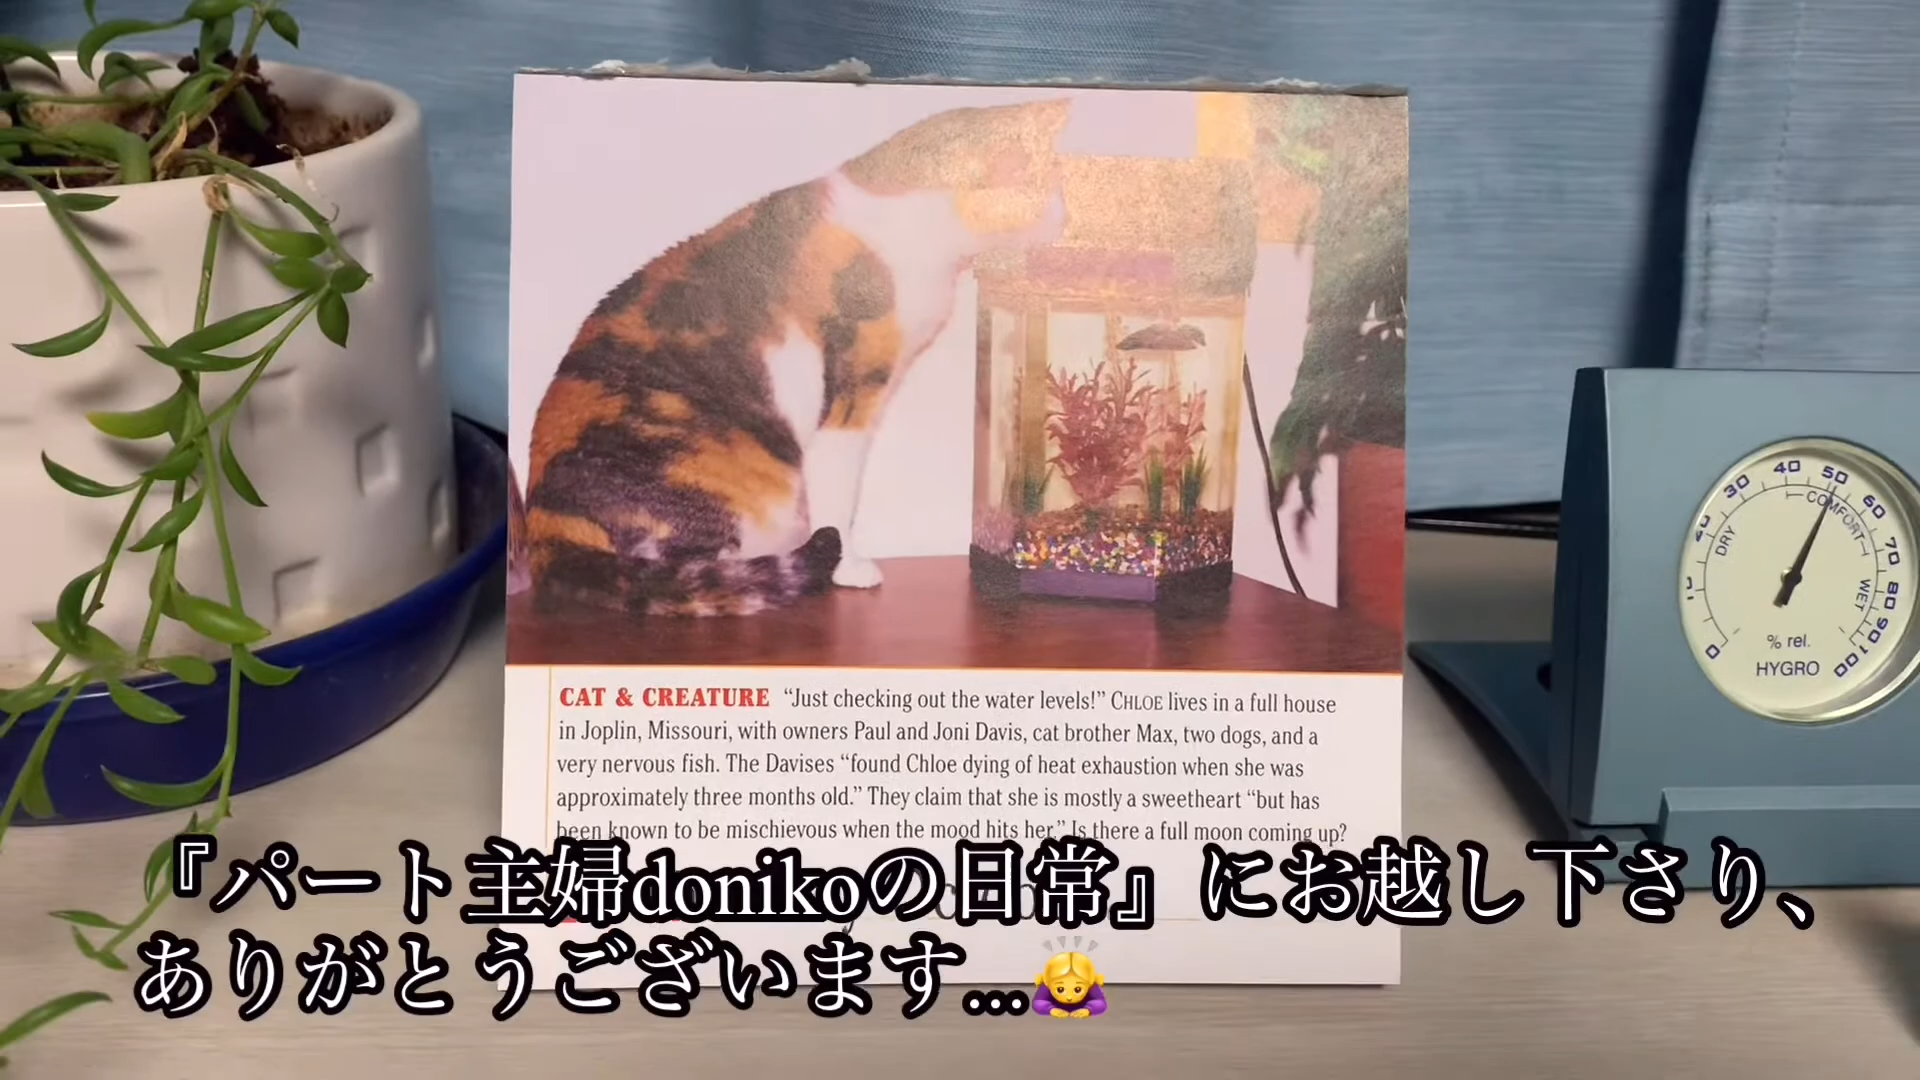 CAT & CREATURE “Just checking out the water levels!” CHLOE lives in a full house
in Joplin, Missouri, with owners Paul and Joni Davis, cat brother Max, two dogs, and a
very nervous fish. The Davises “found Chloe dying of heat exhaustion when she was
approximately three months old.” They claim that she is mostly a sweetheart “but has
been known to be mischievous when the mood hits her.” Is there a full moon coming up?
『パート主婦donikoの日常』にお越し下さり、
ありがとうございます...🙇‍♀️
0
30
40
50
60
70
80
90
100
DRY
COMFORT
WET
% rel.
HYGRO